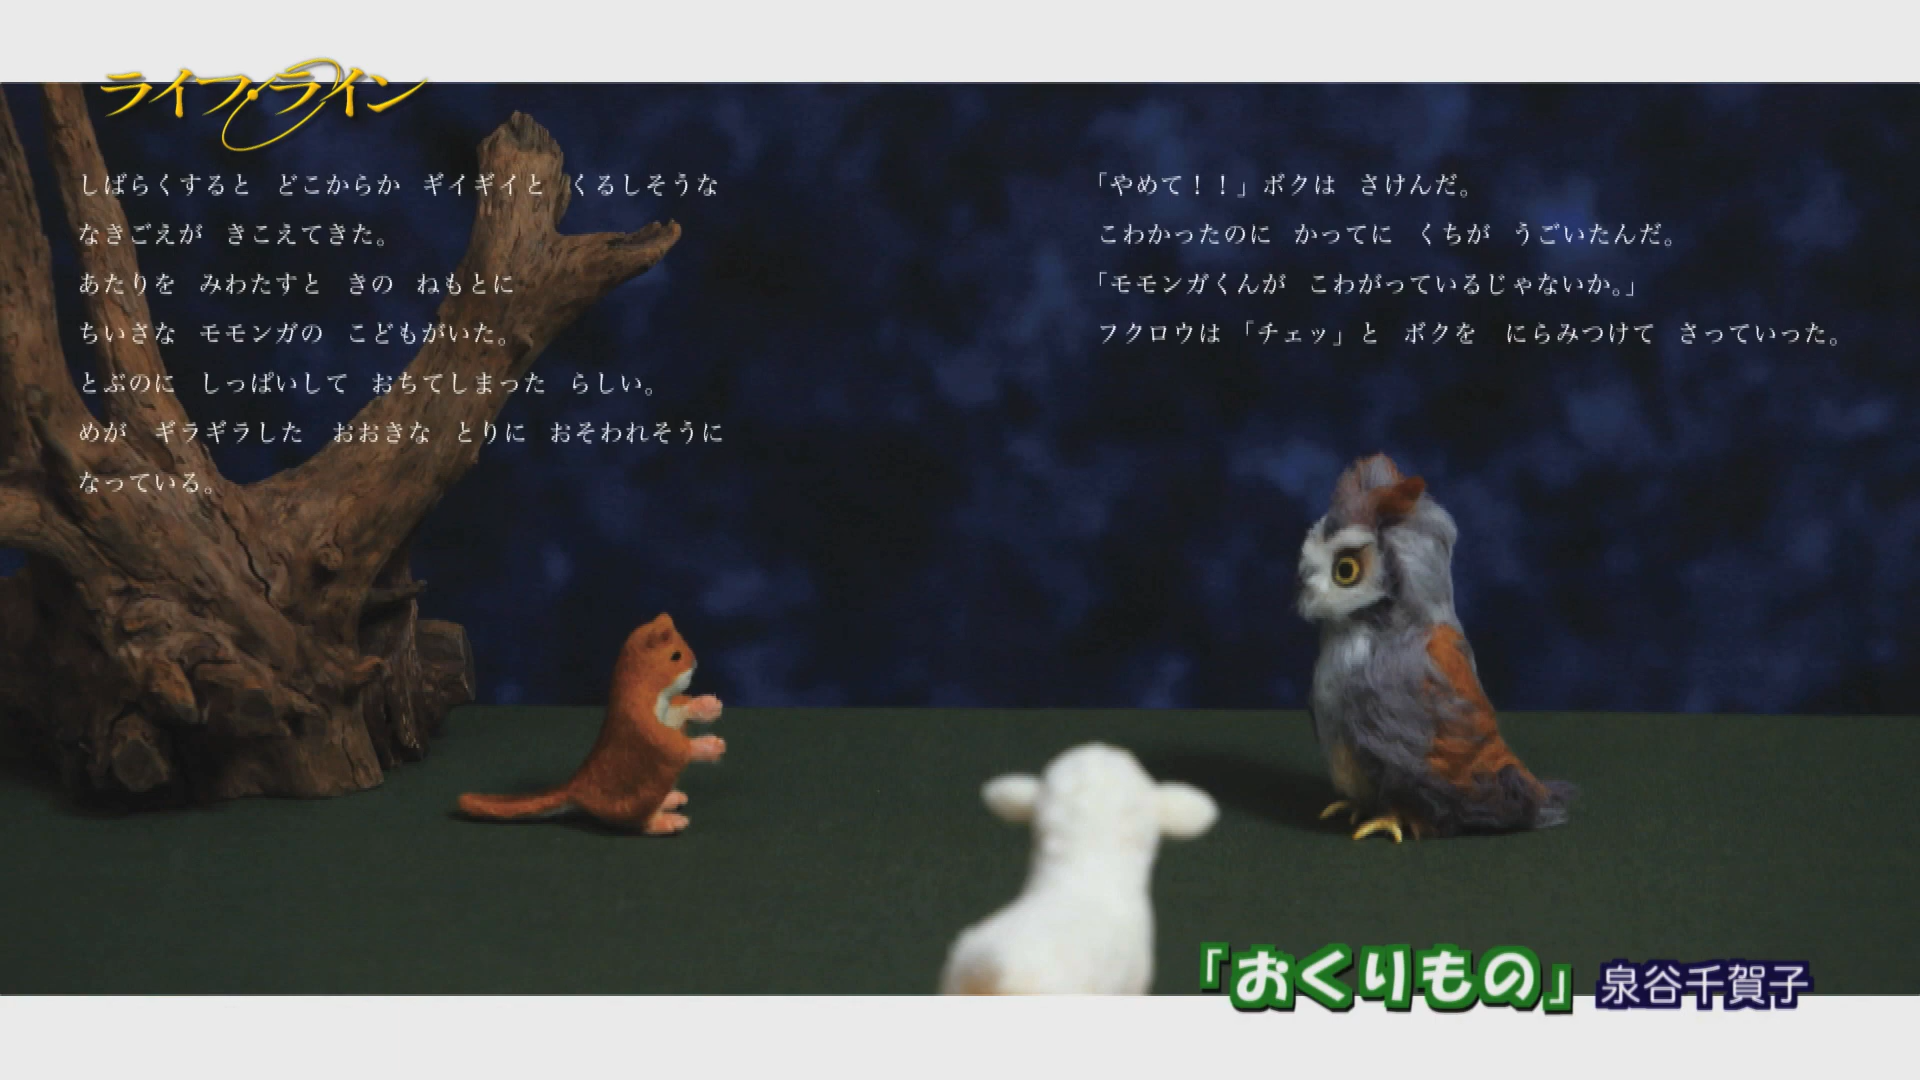 ライフ・ライン
しばらくすると　どこからか　ギイギイと　くるしそうな
なきごえが　きこえてきた。
あたりを　みわたすと　きの　ねもとに
ちいさな　モモンガの　こどもがいた。
とぶのに　しっぱいして　おちてしまった　らしい。
めが　ギラギラした　おおきな　とりに　おそわれそうに
なっている。
「やめて！！」ボクは　さけんだ。
こわかったのに　かってに　くちが　うごいたんだ。
「モモンガくんが　こわがっているじゃないか。」
フクロウは　「チェッ」と　ボクを　にらみつけて　さっていった。
「おくりもの」 泉谷千賀子